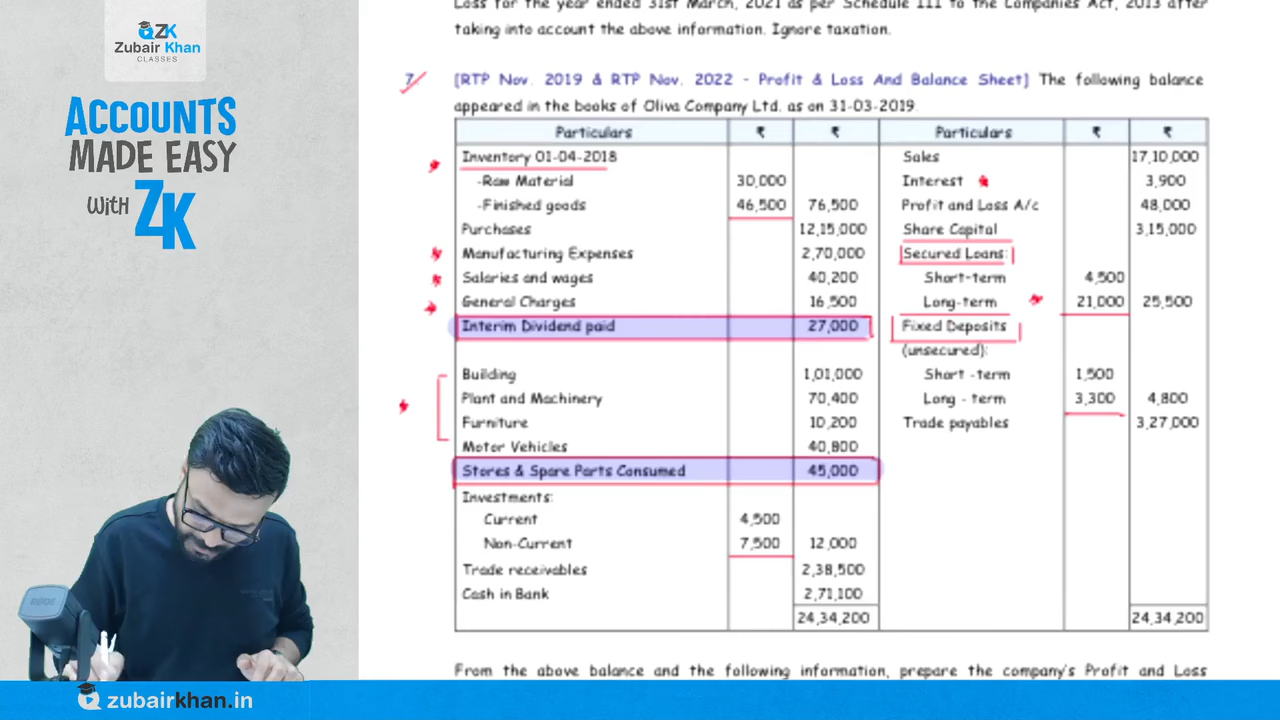 ZK
Zubair Khan
CLASSES
ACCOUNTS
MADE EASY
WITH ZK
Loss for the year ended 31st March, 2021 as per Schedule III to the Companies Act, 2013 after
taking into account the above information. Ignore taxation.
7. [RTP Nov. 2019 & RTP Nov. 2022 - Profit & Loss And Balance Sheet] The following balance
appeared in the books of Oliva Company Ltd. as on 31-03-2019.
Particulars ₹ ₹ Particulars ₹ ₹
Inventory 01-04-2018 Sales 17,10,000
-Raw Material 30,000 Interest 3,900
-Finished goods 46,500 76,500 Profit and Loss A/c 48,000
Purchases 12,15,000 Share Capital 3,15,000
Manufacturing Expenses 2,70,000 Secured Loans:
Salaries and wages 40,200 Short-term 4,500
General Charges 16,500 Long-term 21,000 25,500
Interim Dividend paid 27,000 Fixed Deposits
(unsecured):
Building 1,01,000 Short -term 1,500
Plant and Machinery 70,400 Long - term 3,300 4,800
Furniture 10,200 Trade payables 3,27,000
Motor Vehicles 40,800
Stores & Spare Parts Consumed 45,000
Investments:
Current 4,500
Non-Current 7,500 12,000
Trade receivables 2,38,500
Cash in Bank 2,71,100
24,34,200 24,34,200
From the above balance and the following information, prepare the company's Profit and Loss
RØDE
zubairkhan.in